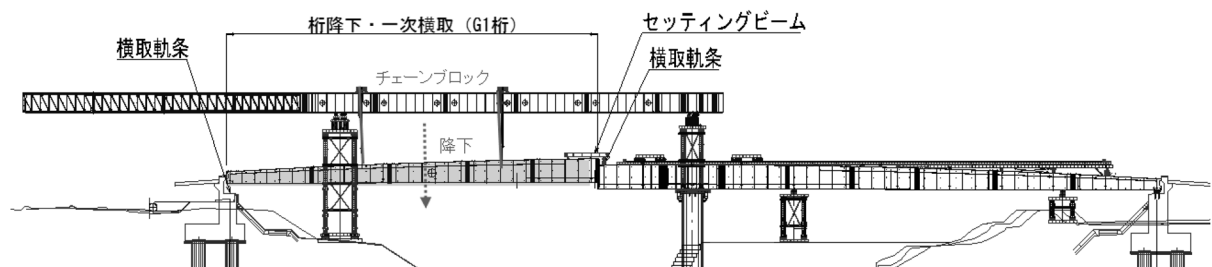 桁降下・一次横取（G1桁）
セッティングビーム
横取軌条
横取軌条
チェーンブロック
降下